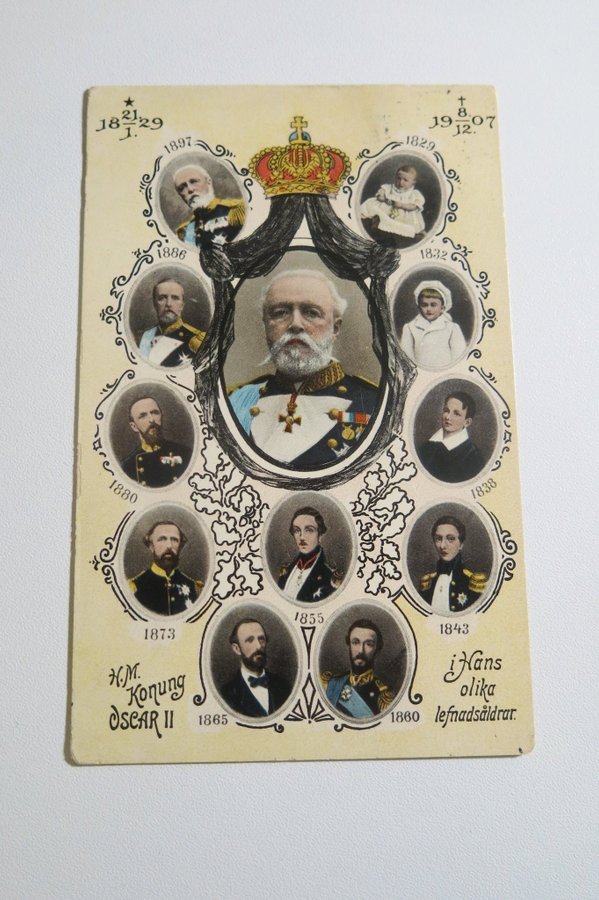 ★
18 21/1. 29
†
19 8/12. 07
1897
1829
1886
1832
1880
1838
1873
1855
1843
1865
1860
H.M.
Konung
OSCAR II
i Hans
olika
lefnadsåldrar.